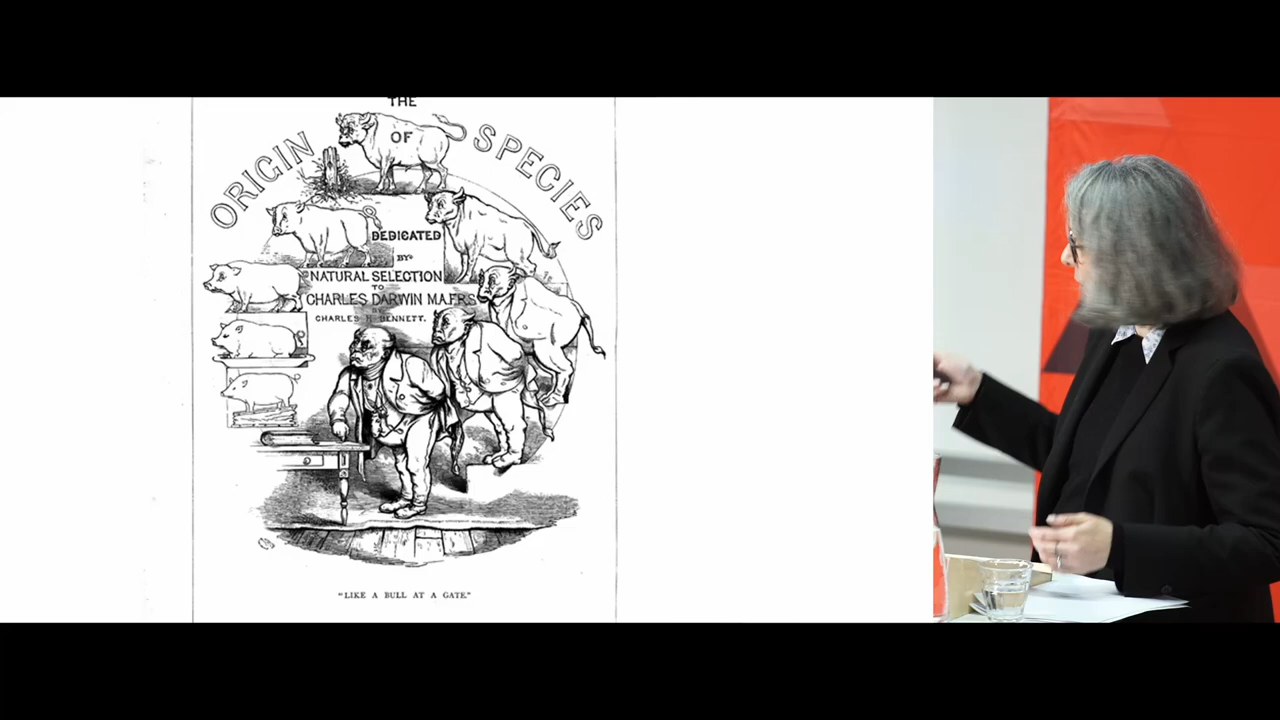 THE
ORIGIN OF SPECIES
DEDICATED
BY
NATURAL SELECTION
TO
CHARLES DARWIN M.A.F.R.S
BY
CHARLES H. BENNETT.
"LIKE A BULL AT A GATE."